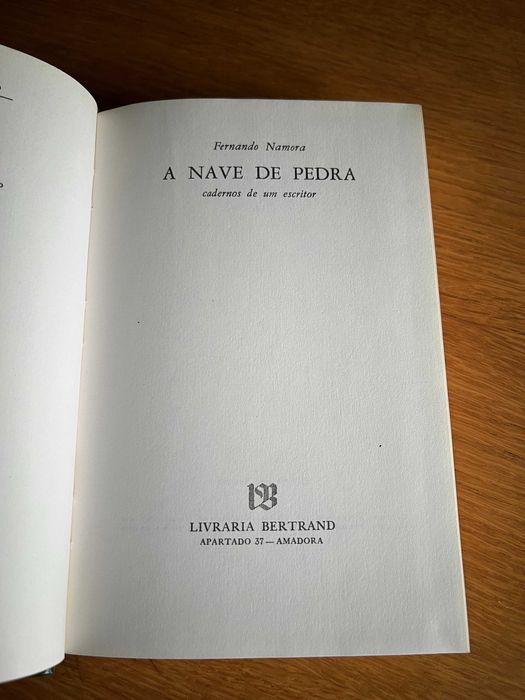 Fernando Namora
A NAVE DE PEDRA
cadernos de um escritor
LIVRARIA BERTRAND
APARTADO 37 — AMADORA